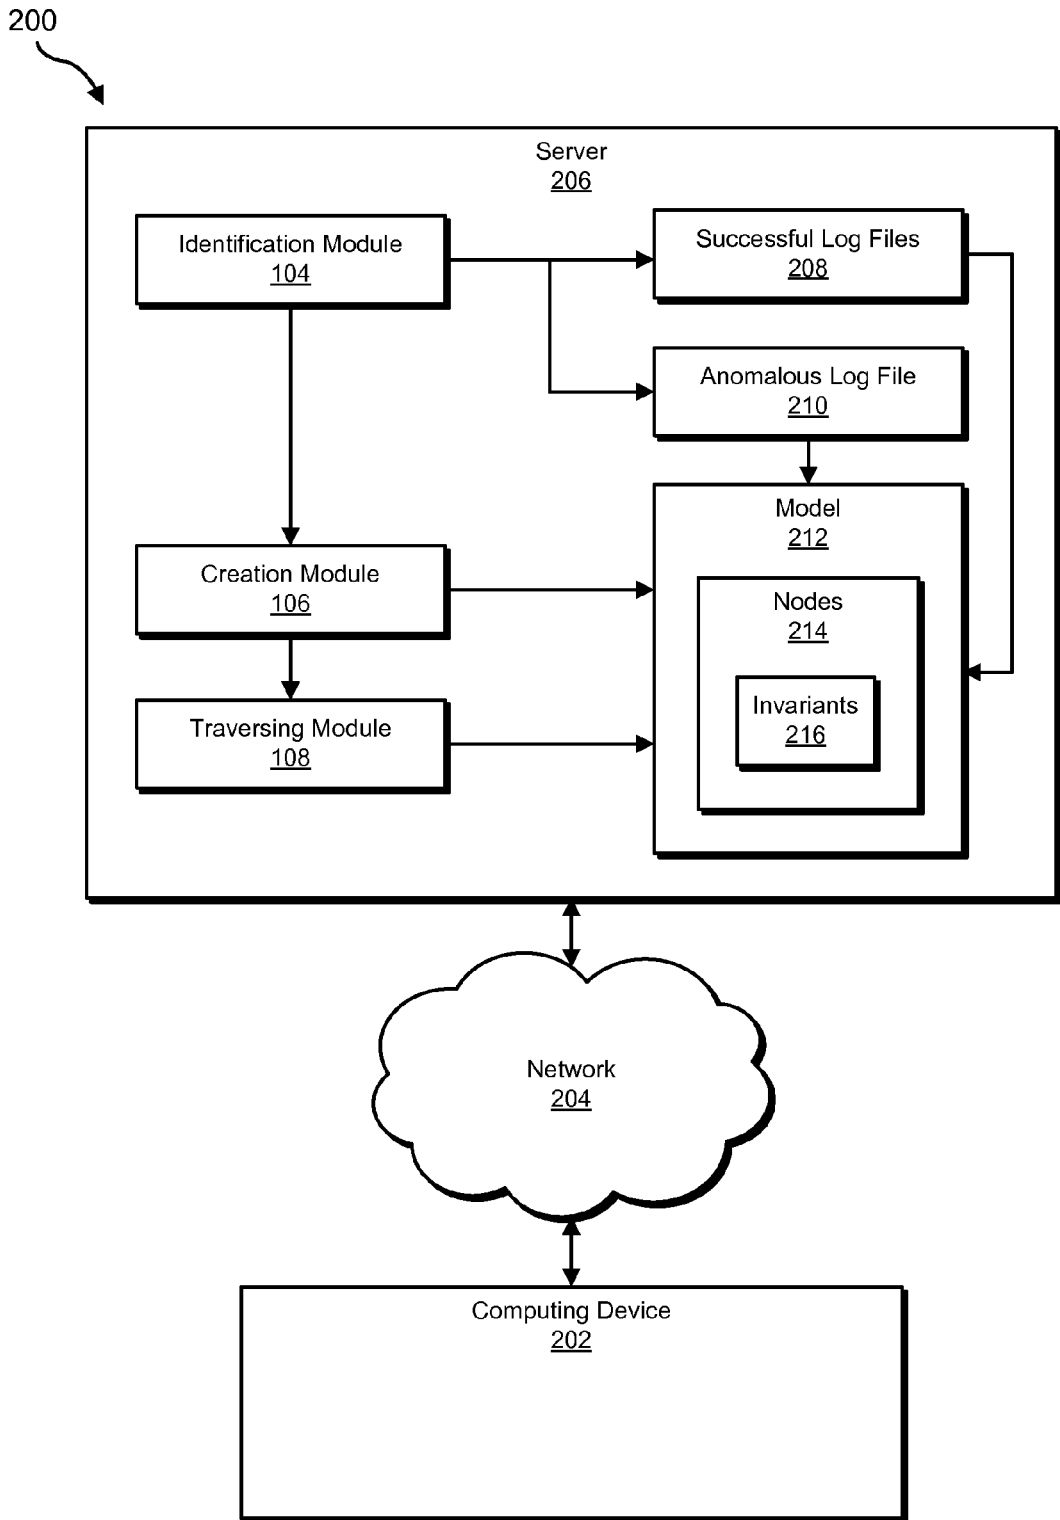 200
Server
206
Identification Module
104
Successful Log Files
208
Anomalous Log File
210
Model
212
Creation Module
106
Nodes
214
Invariants
216
Traversing Module
108
Network
204
Computing Device
202